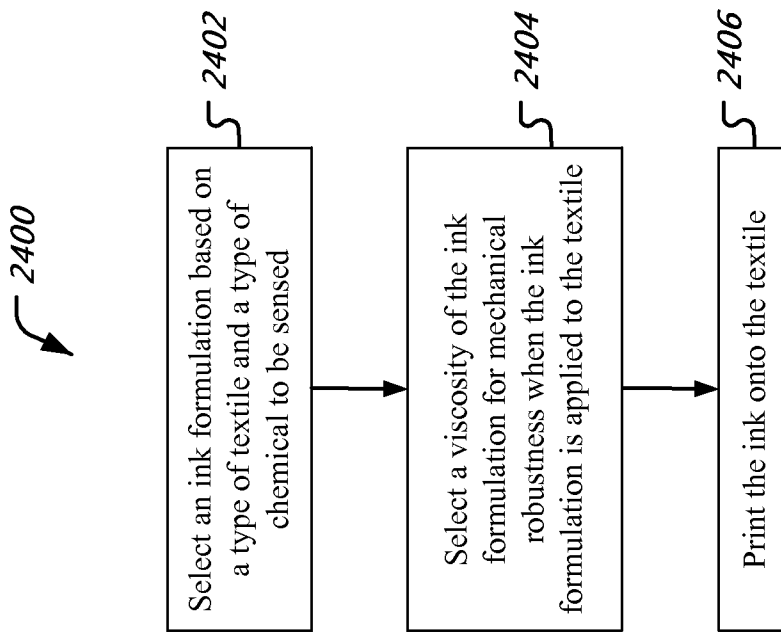 2400
Select an ink formulation based on
a type of textile and a type of
chemical to be sensed
2402
Select a viscosity of the ink
formulation for mechanical
robustness when the ink
formulation is applied to the textile
2404
Print the ink onto the textile
2406